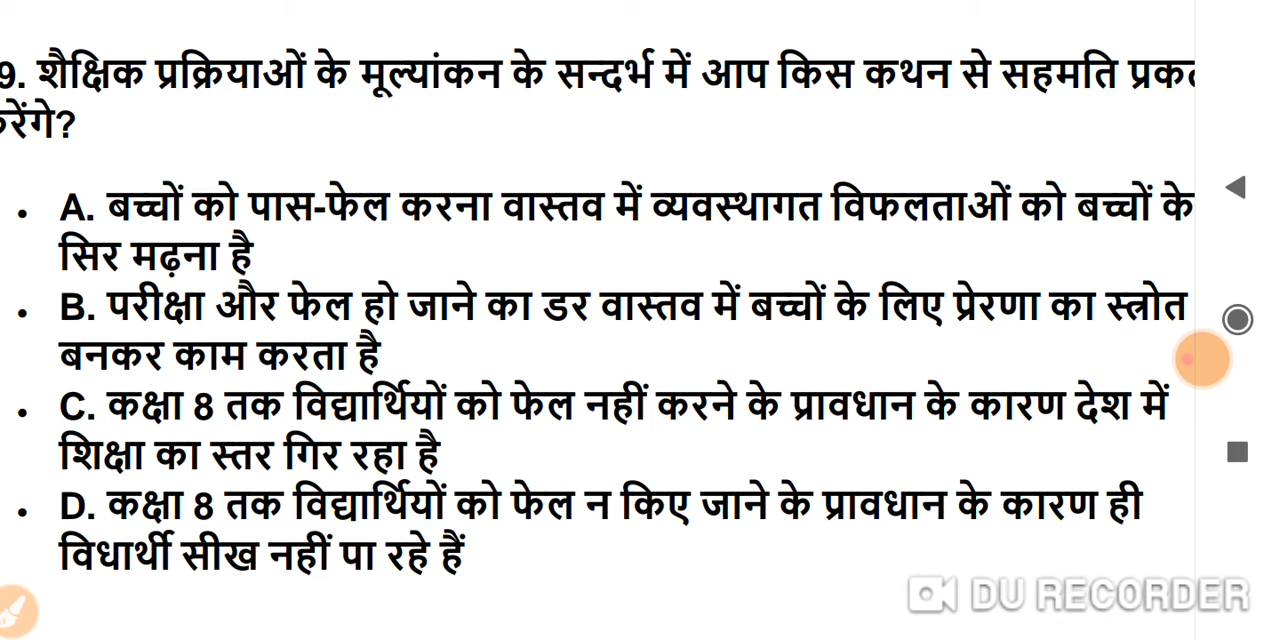 9. शैक्षिक प्रक्रियाओं के मूल्यांकन के सन्दर्भ में आप किस कथन से सहमति
रेंगे?
A. बच्चों को पास-फेल करना वास्तव में व्यवस्थागत विफलताओं को बच्चों के
सिर मढ़ना है
B. परीक्षा और फेल हो जाने का डर वास्तव में बच्चों के लिए प्रेरणा का स्त्रोत
बनकर काम करता है
C. कक्षा 8 तक विद्यार्थियों को फेल नहीं करने के प्रावधान के कारण देश में
शिक्षा का स्तर गिर रहा है
D. कक्षा 8 तक विद्यार्थियों को फेल न किए जाने के प्रावधान के कारण ही
विधार्थी सीख नहीं पा रहे हैं
DU RECORDER